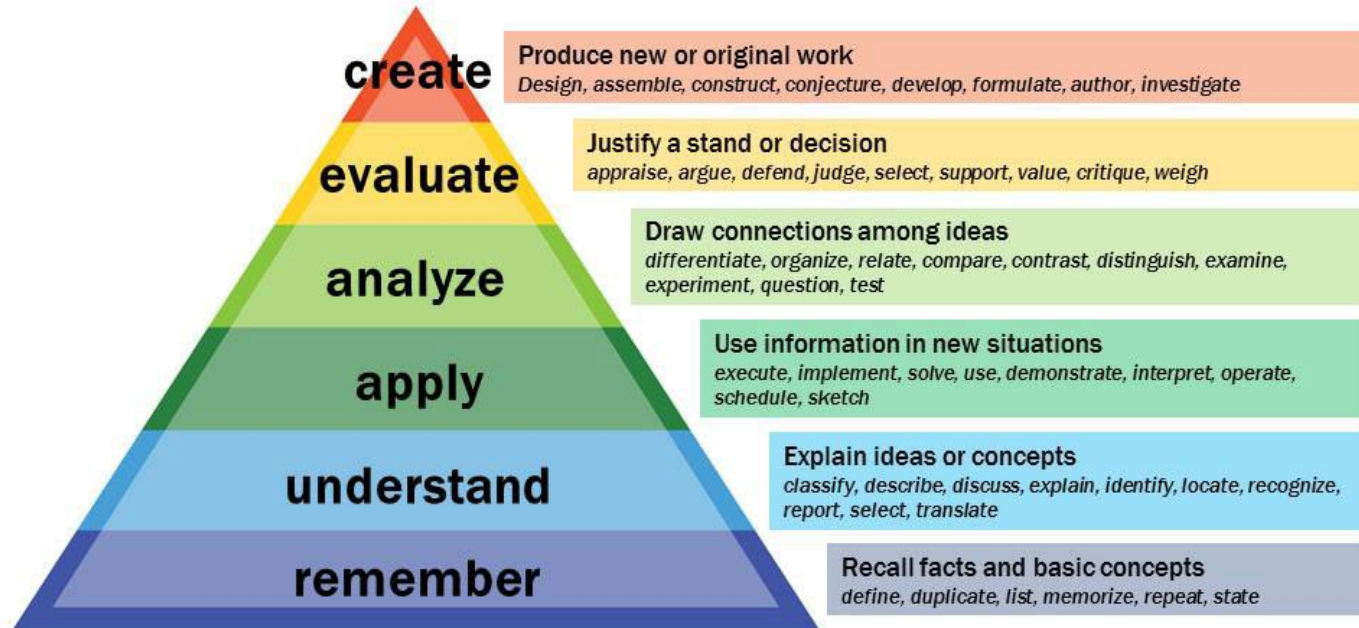 create
Produce new or original work
Design, assemble, construct, conjecture, develop, formulate, author, investigate
evaluate
Justify a stand or decision
appraise, argue, defend, judge, select, support, value, critique, weigh
analyze
Draw connections among ideas
differentiate, organize, relate, compare, contrast, distinguish, examine,
experiment, question, test
apply
Use information in new situations
execute, implement, solve, use, demonstrate, interpret, operate,
schedule, sketch
understand
Explain ideas or concepts
classify, describe, discuss, explain, identify, locate, recognize,
report, select, translate
remember
Recall facts and basic concepts
define, duplicate, list, memorize, repeat, state